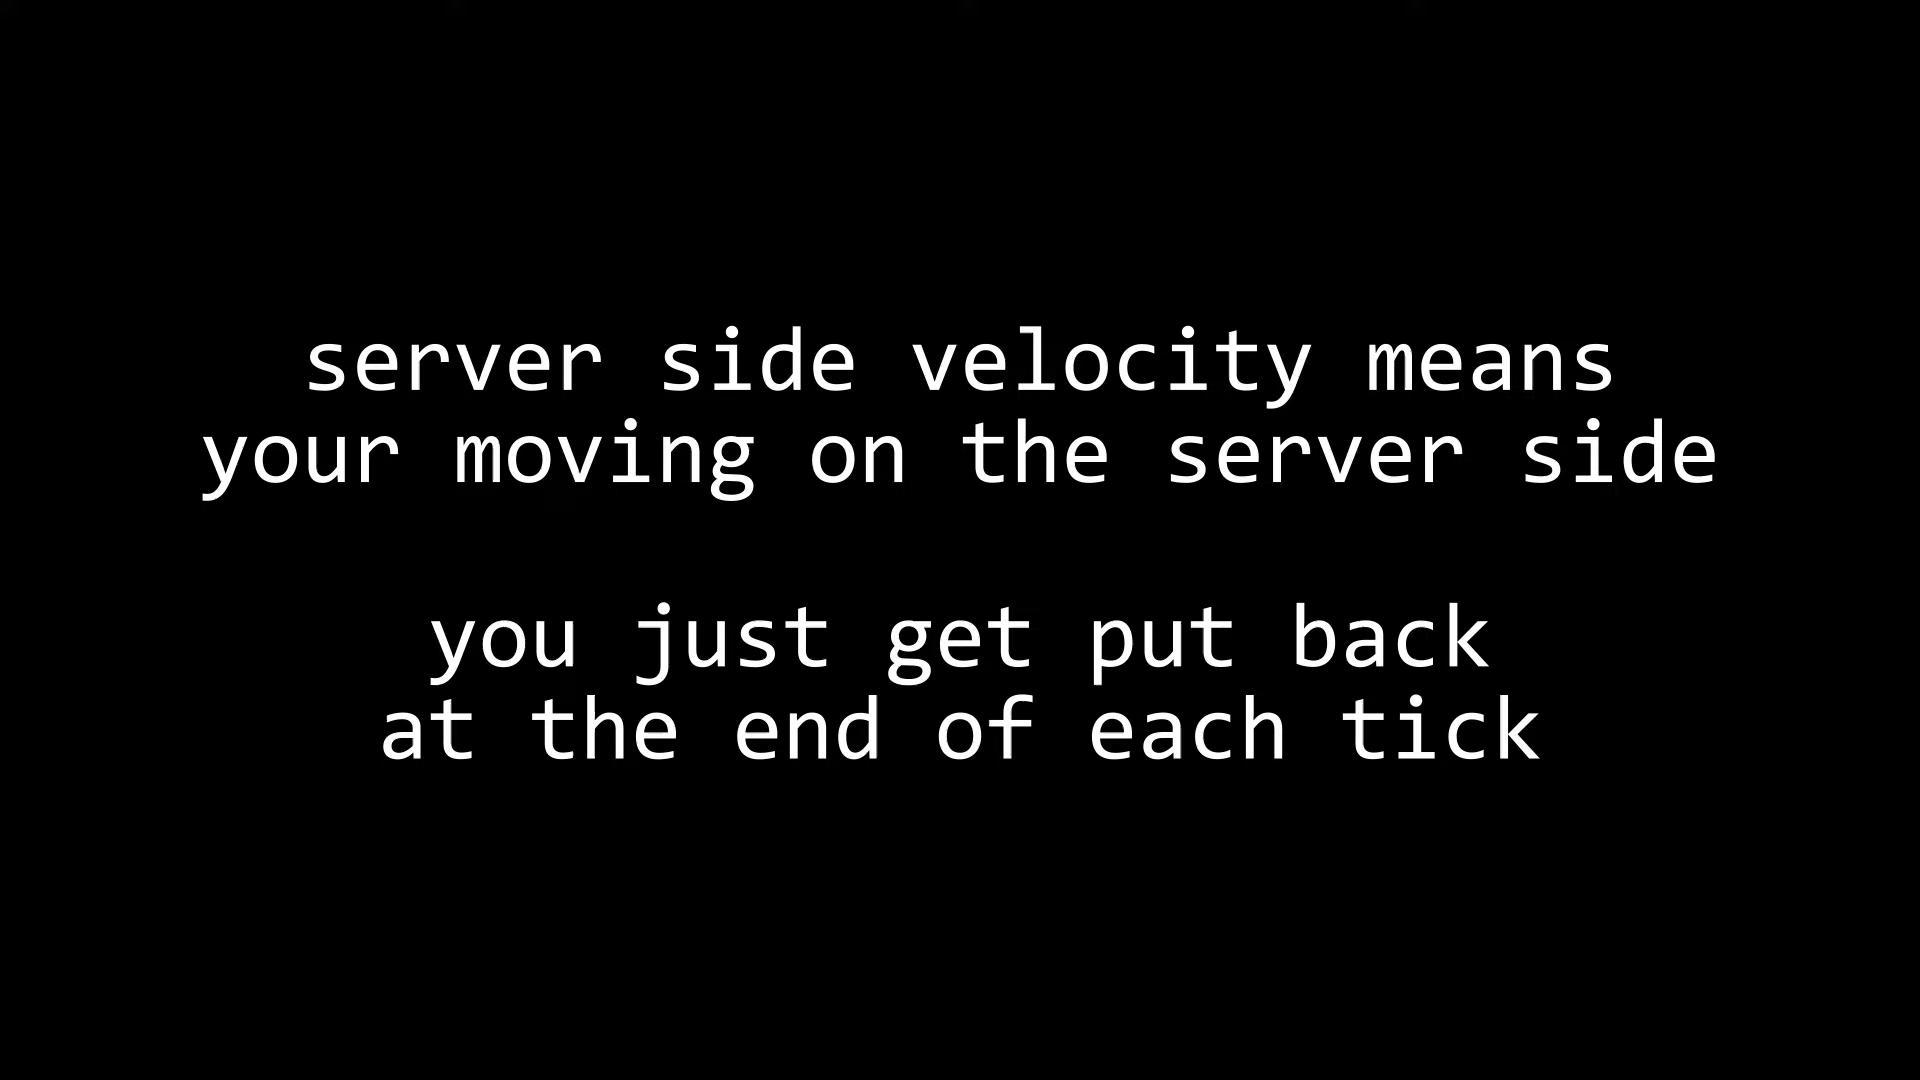 server side velocity means
your moving on the server side
you just get put back
at the end of each tick